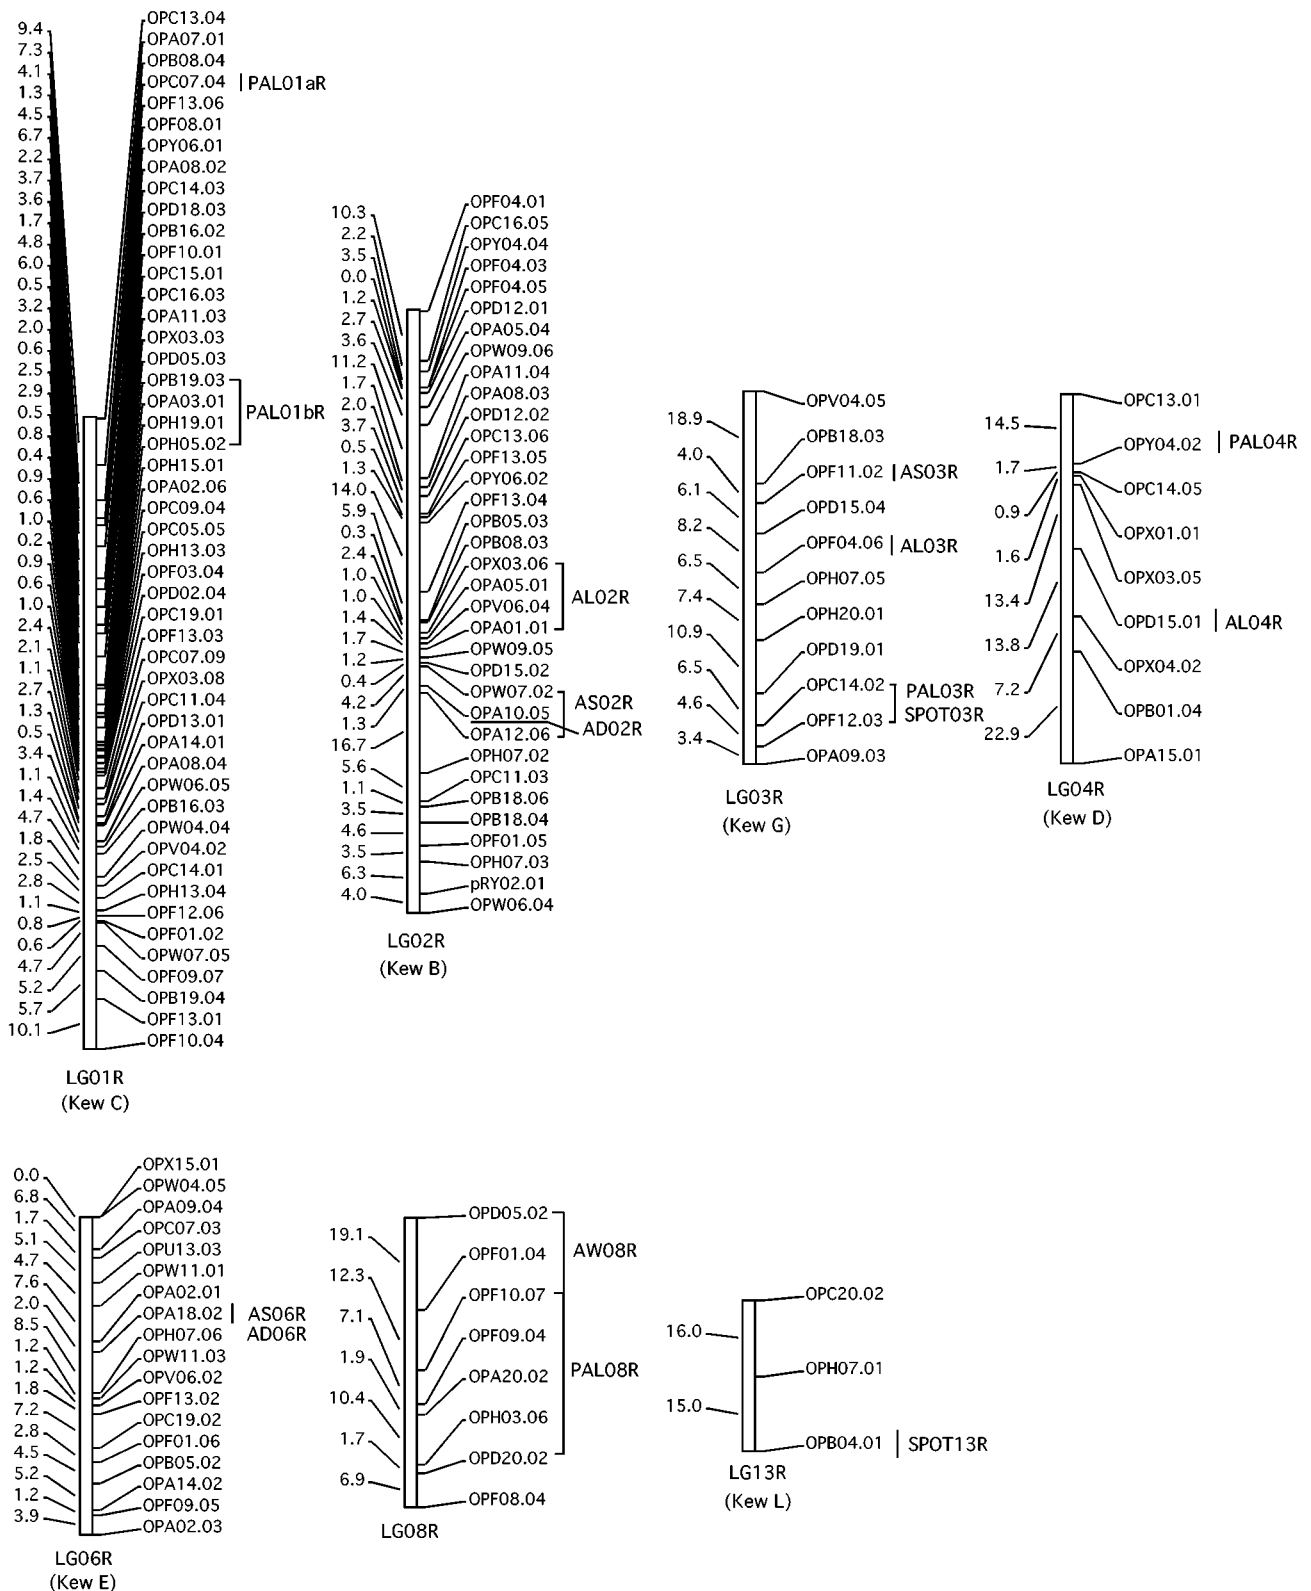 9.4
7.3
4.1
1.3
4.5
6.7
2.2
3.7
3.6
1.7
4.8
6.0
0.5
3.2
2.0
0.6
2.5
2.9
0.5
0.8
0.4
0.9
0.6
1.0
0.2
0.9
0.6
1.0
2.4
2.1
1.1
2.7
1.3
0.5
3.4
1.1
1.4
4.7
1.8
2.5
2.8
1.1
0.8
0.6
4.7
5.2
5.7
10.1
OPC13.04
OPA07.01
OPB08.04
OPC07.04
OPF13.06
OPF08.01
OPY06.01
OPA08.02
OPC14.03
OPD18.03
OPB16.02
OPF10.01
OPC15.01
OPC16.03
OPA11.03
OPX03.03
OPD05.03
OPB19.03
OPA03.01
OPH19.01
OPH05.02
OPH15.01
OPA02.06
OPC09.04
OPC05.05
OPH13.03
OPF03.04
OPD02.04
OPC19.01
OPF13.03
OPC07.09
OPX03.08
OPC11.04
OPD13.01
OPA14.01
OPA08.04
OPW06.05
OPB16.03
OPW04.04
OPV04.02
OPC14.01
OPH13.04
OPF12.06
OPF01.02
OPW07.05
OPF09.07
OPB19.04
OPF13.01
OPF10.04
PAL01aR
PAL01bR
LG01R
(Kew C)
10.3
2.2
3.5
0.0
1.2
2.7
3.6
11.2
1.7
2.0
3.7
0.5
1.3
14.0
5.9
0.3
2.4
1.0
1.0
1.4
1.7
1.2
0.4
4.2
1.3
16.7
5.6
1.1
3.5
4.6
3.5
6.3
4.0
OPF04.01
OPC16.05
OPY04.04
OPF04.03
OPF04.05
OPD12.01
OPA05.04
OPW09.06
OPA11.04
OPA08.03
OPD12.02
OPC13.06
OPF13.05
OPY06.02
OPF13.04
OPB05.03
OPB08.03
OPX03.06
OPA05.01
OPV06.04
OPA01.01
OPW09.05
OPD15.02
OPW07.02
OPA10.05
OPA12.06
OPH07.02
OPC11.03
OPB18.06
OPB18.04
OPF01.05
OPH07.03
pRY02.01
OPW06.04
AL02R
AS02R
AD02R
LG02R
(Kew B)
18.9
4.0
6.1
8.2
6.5
7.4
10.9
6.5
4.6
3.4
OPV04.05
OPB18.03
OPF11.02
OPD15.04
OPF04.06
OPH07.05
OPH20.01
OPD19.01
OPC14.02
OPF12.03
OPA09.03
AS03R
AL03R
PAL03R
SPOT03R
LG03R
(Kew G)
14.5
1.7
0.9
1.6
13.4
13.8
7.2
22.9
OPC13.01
OPY04.02
OPC14.05
OPX01.01
OPX03.05
OPD15.01
OPX04.02
OPB01.04
OPA15.01
PAL04R
AL04R
LG04R
(Kew D)
0.0
6.8
1.7
5.1
4.7
7.6
2.0
8.5
1.2
1.2
1.8
7.2
2.8
4.5
5.2
1.2
3.9
OPX15.01
OPW04.05
OPA09.04
OPC07.03
OPU13.03
OPW11.01
OPA02.01
OPA18.02
OPH07.06
OPW11.03
OPV06.02
OPF13.02
OPC19.02
OPF01.06
OPB05.02
OPA14.02
OPF09.05
OPA02.03
AS06R
AD06R
LG06R
(Kew E)
19.1
12.3
7.1
1.9
10.4
1.7
6.9
OPD05.02
OPF01.04
OPF10.07
OPF09.04
OPA20.02
OPH03.06
OPD20.02
OPF08.04
AW08R
PAL08R
LG08R
16.0
15.0
OPC20.02
OPH07.01
OPB04.01
SPOT13R
LG13R
(Kew L)